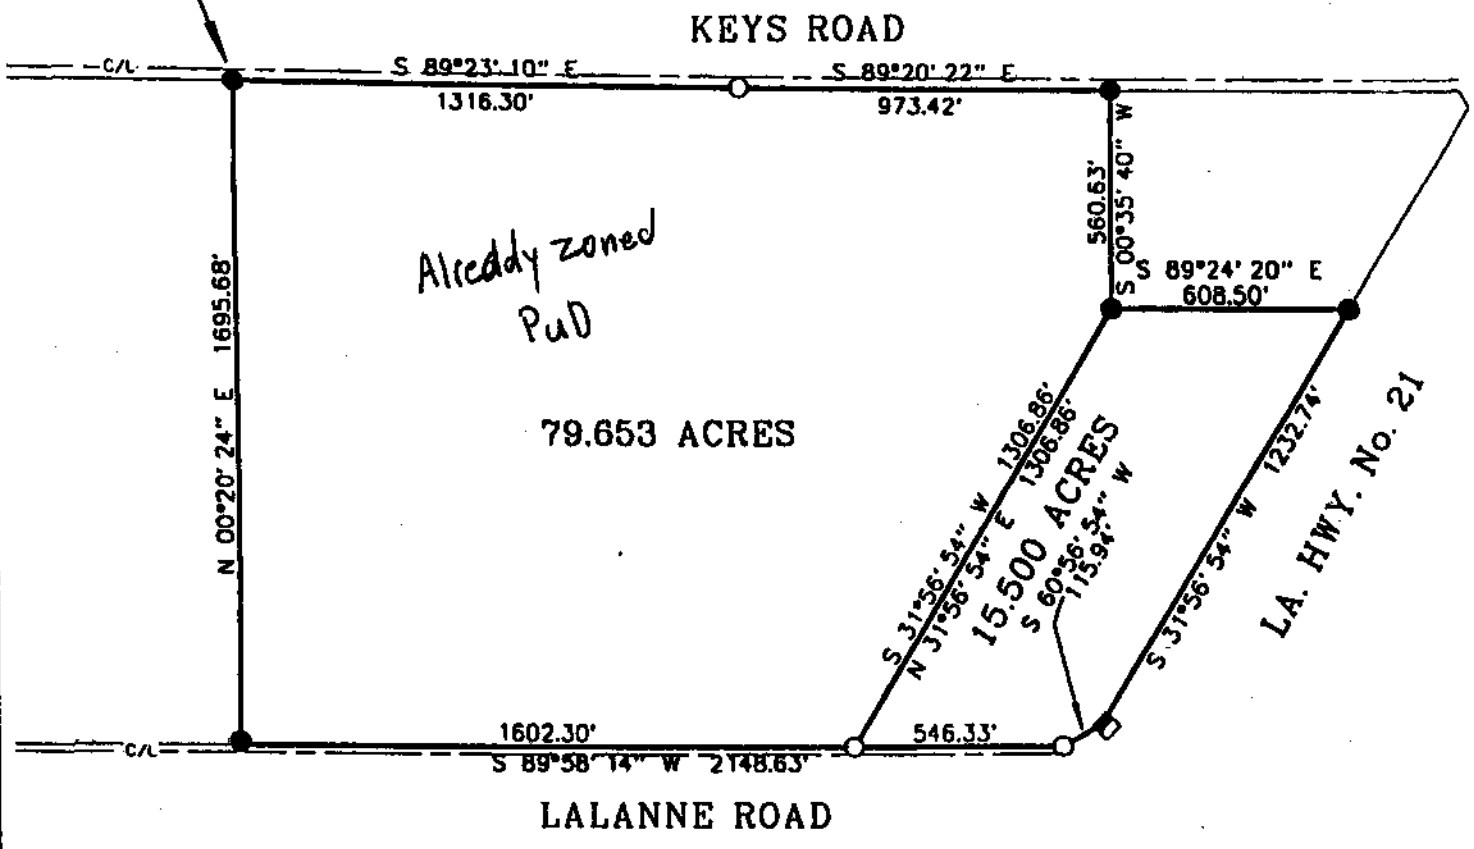 KEYS ROAD
C/L
S 89°23' 10" E
S 89°20' 22" E
1316.30'
973.42'
560.63'
S 00°35' 40" W
Alreddy zoned
PUD
S 89°24' 20" E
608.50'
N 00°20' 24" E 1695.68'
79.653 ACRES
S 31°56' 54" W 1306.86'
N 31°56' 54" E 1306.86'
15.500 ACRES
S 60°56' 54" W
115.94'
S 31°56' 54" W 1232.74'
LA. HWY. No. 21
1602.30'
546.33'
C/L
S 89°58' 14" W 2148.63'
LALANNE ROAD